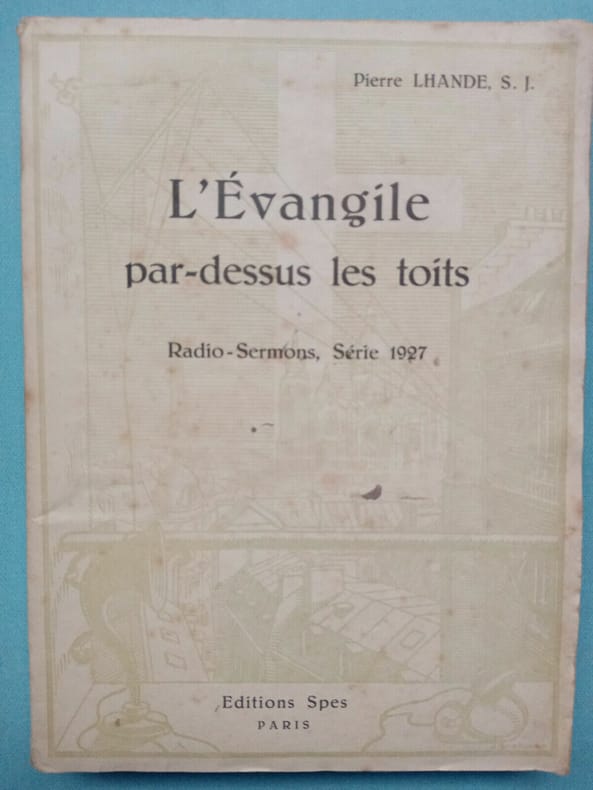 Pierre LHANDE, S. J.
L'Évangile
par-dessus les toits
Radio-Sermons, Série 1927
Editions Spes
PARIS